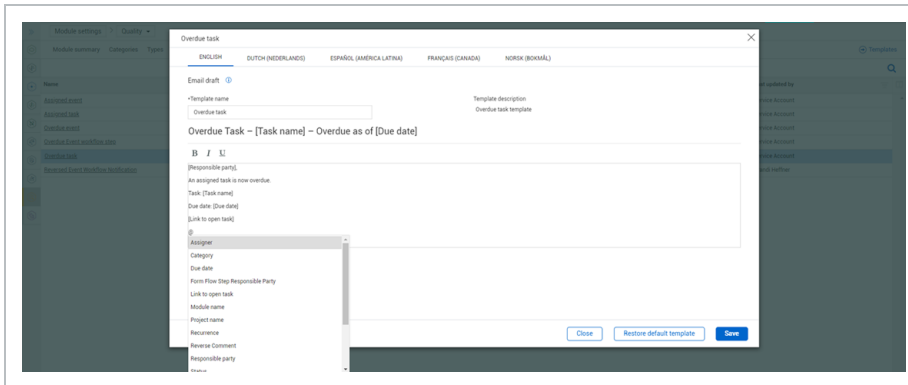 Module settings / Quality
Overdue task
Module summary Categories Types
Templates
ENGLISH DUTCH (NEDERLANDS) ESPAÑOL (AMÉRICA LATINA) FRANÇAIS (CANADA) NORSK (BOKMÅL)
Email draft
Name
*Template name
Template description
Overdue task
Overdue task template
Assigned event
Assigned task
Overdue event
Overdue Event workflow step
Overdue task
Reversed Event Workflow Notification
Overdue Task – [Task name] – Overdue as of [Due date]
B I U
[Responsible party],
An assigned task is now overdue.
Task: [Task name]
Due date: [Due date]
[Link to open task]
@
Assigner
Category
Due date
Form Flow Step Responsible Party
Link to open task
Module name
Project name
Recurrence
Reverse Comment
Responsible party
Status
Close Restore default template Save